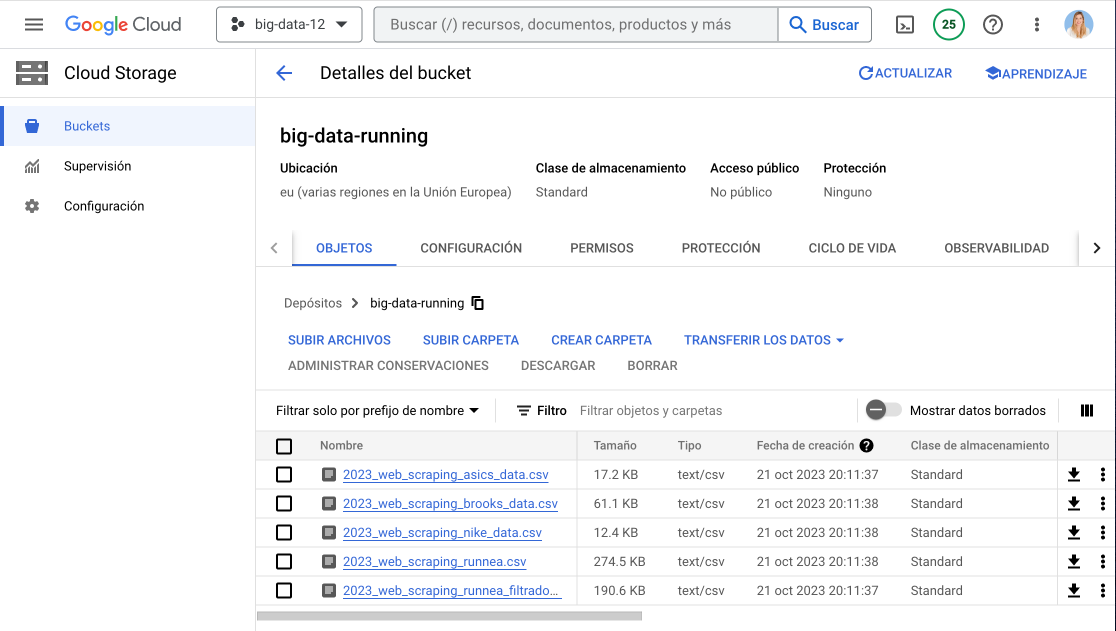 Google Cloud
big-data-12
Buscar (/) recursos, documentos, productos y más
Buscar
25
Cloud Storage
Detalles del bucket
ACTUALIZAR
APRENDIZAJE
Buckets
Supervisión
Configuración
big-data-running
Ubicación Clase de almacenamiento Acceso público Protección
eu (varias regiones en la Unión Europea) Standard No público Ninguno
OBJETOS CONFIGURACIÓN PERMISOS PROTECCIÓN CICLO DE VIDA OBSERVABILIDAD
Depósitos > big-data-running
SUBIR ARCHIVOS SUBIR CARPETA CREAR CARPETA TRANSFERIR LOS DATOS
ADMINISTRAR CONSERVACIONES DESCARGAR BORRAR
Filtrar solo por prefijo de nombre Filtro Filtrar objetos y carpetas Mostrar datos borrados
Nombre Tamaño Tipo Fecha de creación Clase de almacenamiento
2023_web_scraping_asics_data.csv 17.2 KB text/csv 21 oct 2023 20:11:37 Standard
2023_web_scraping_brooks_data.csv 61.1 KB text/csv 21 oct 2023 20:11:38 Standard
2023_web_scraping_nike_data.csv 12.4 KB text/csv 21 oct 2023 20:11:38 Standard
2023_web_scraping_runnea.csv 274.5 KB text/csv 21 oct 2023 20:11:38 Standard
2023_web_scraping_runnea_filtrado... 190.6 KB text/csv 21 oct 2023 20:11:37 Standard